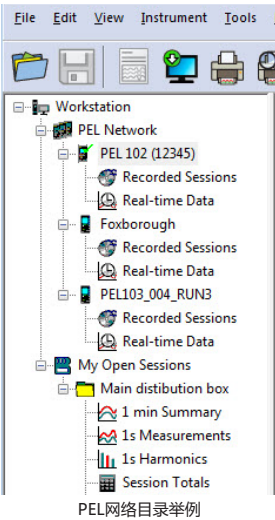 File Edit View Instrument Tools
Workstation
PEL Network
PEL 102 (12345)
Recorded Sessions
Real-time Data
Foxborough
Recorded Sessions
Real-time Data
PEL103_004_RUN3
Recorded Sessions
Real-time Data
My Open Sessions
Main distibution box
1 min Summary
1s Measurements
1s Harmonics
Session Totals
PEL网络目录举例